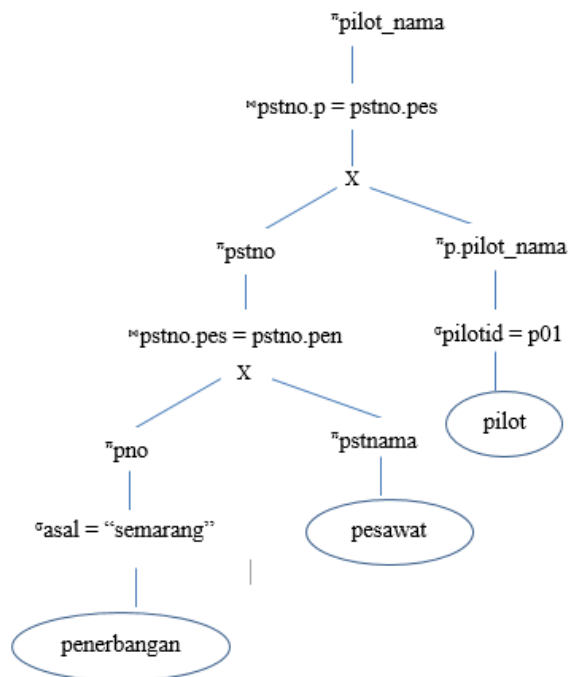 πpilot_nama
⋈pstno.p = pstno.pes
X
πpstno
πp.pilot_nama
⋈pstno.pes = pstno.pen
σpilotid = p01
X
pilot
πpno
πpstnama
σasal = “semarang”
pesawat
penerbangan